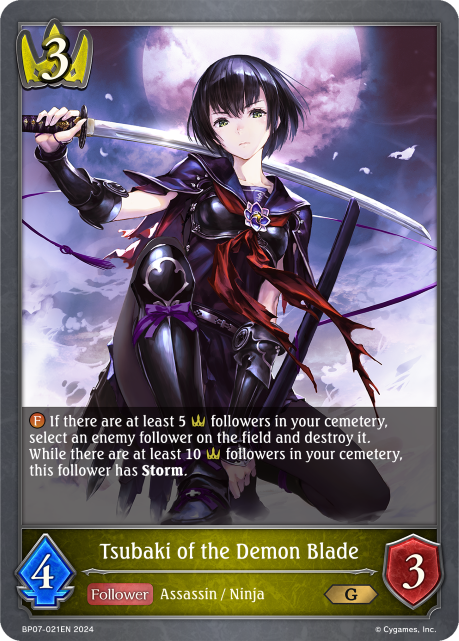 3
F If there are at least 5 followers in your cemetery,
select an enemy follower on the field and destroy it.
While there are at least 10 followers in your cemetery,
this follower has Storm.
Tsubaki of the Demon Blade
4
Follower Assassin / Ninja
G
3
BP07-021EN 2024
© Cygames, Inc.